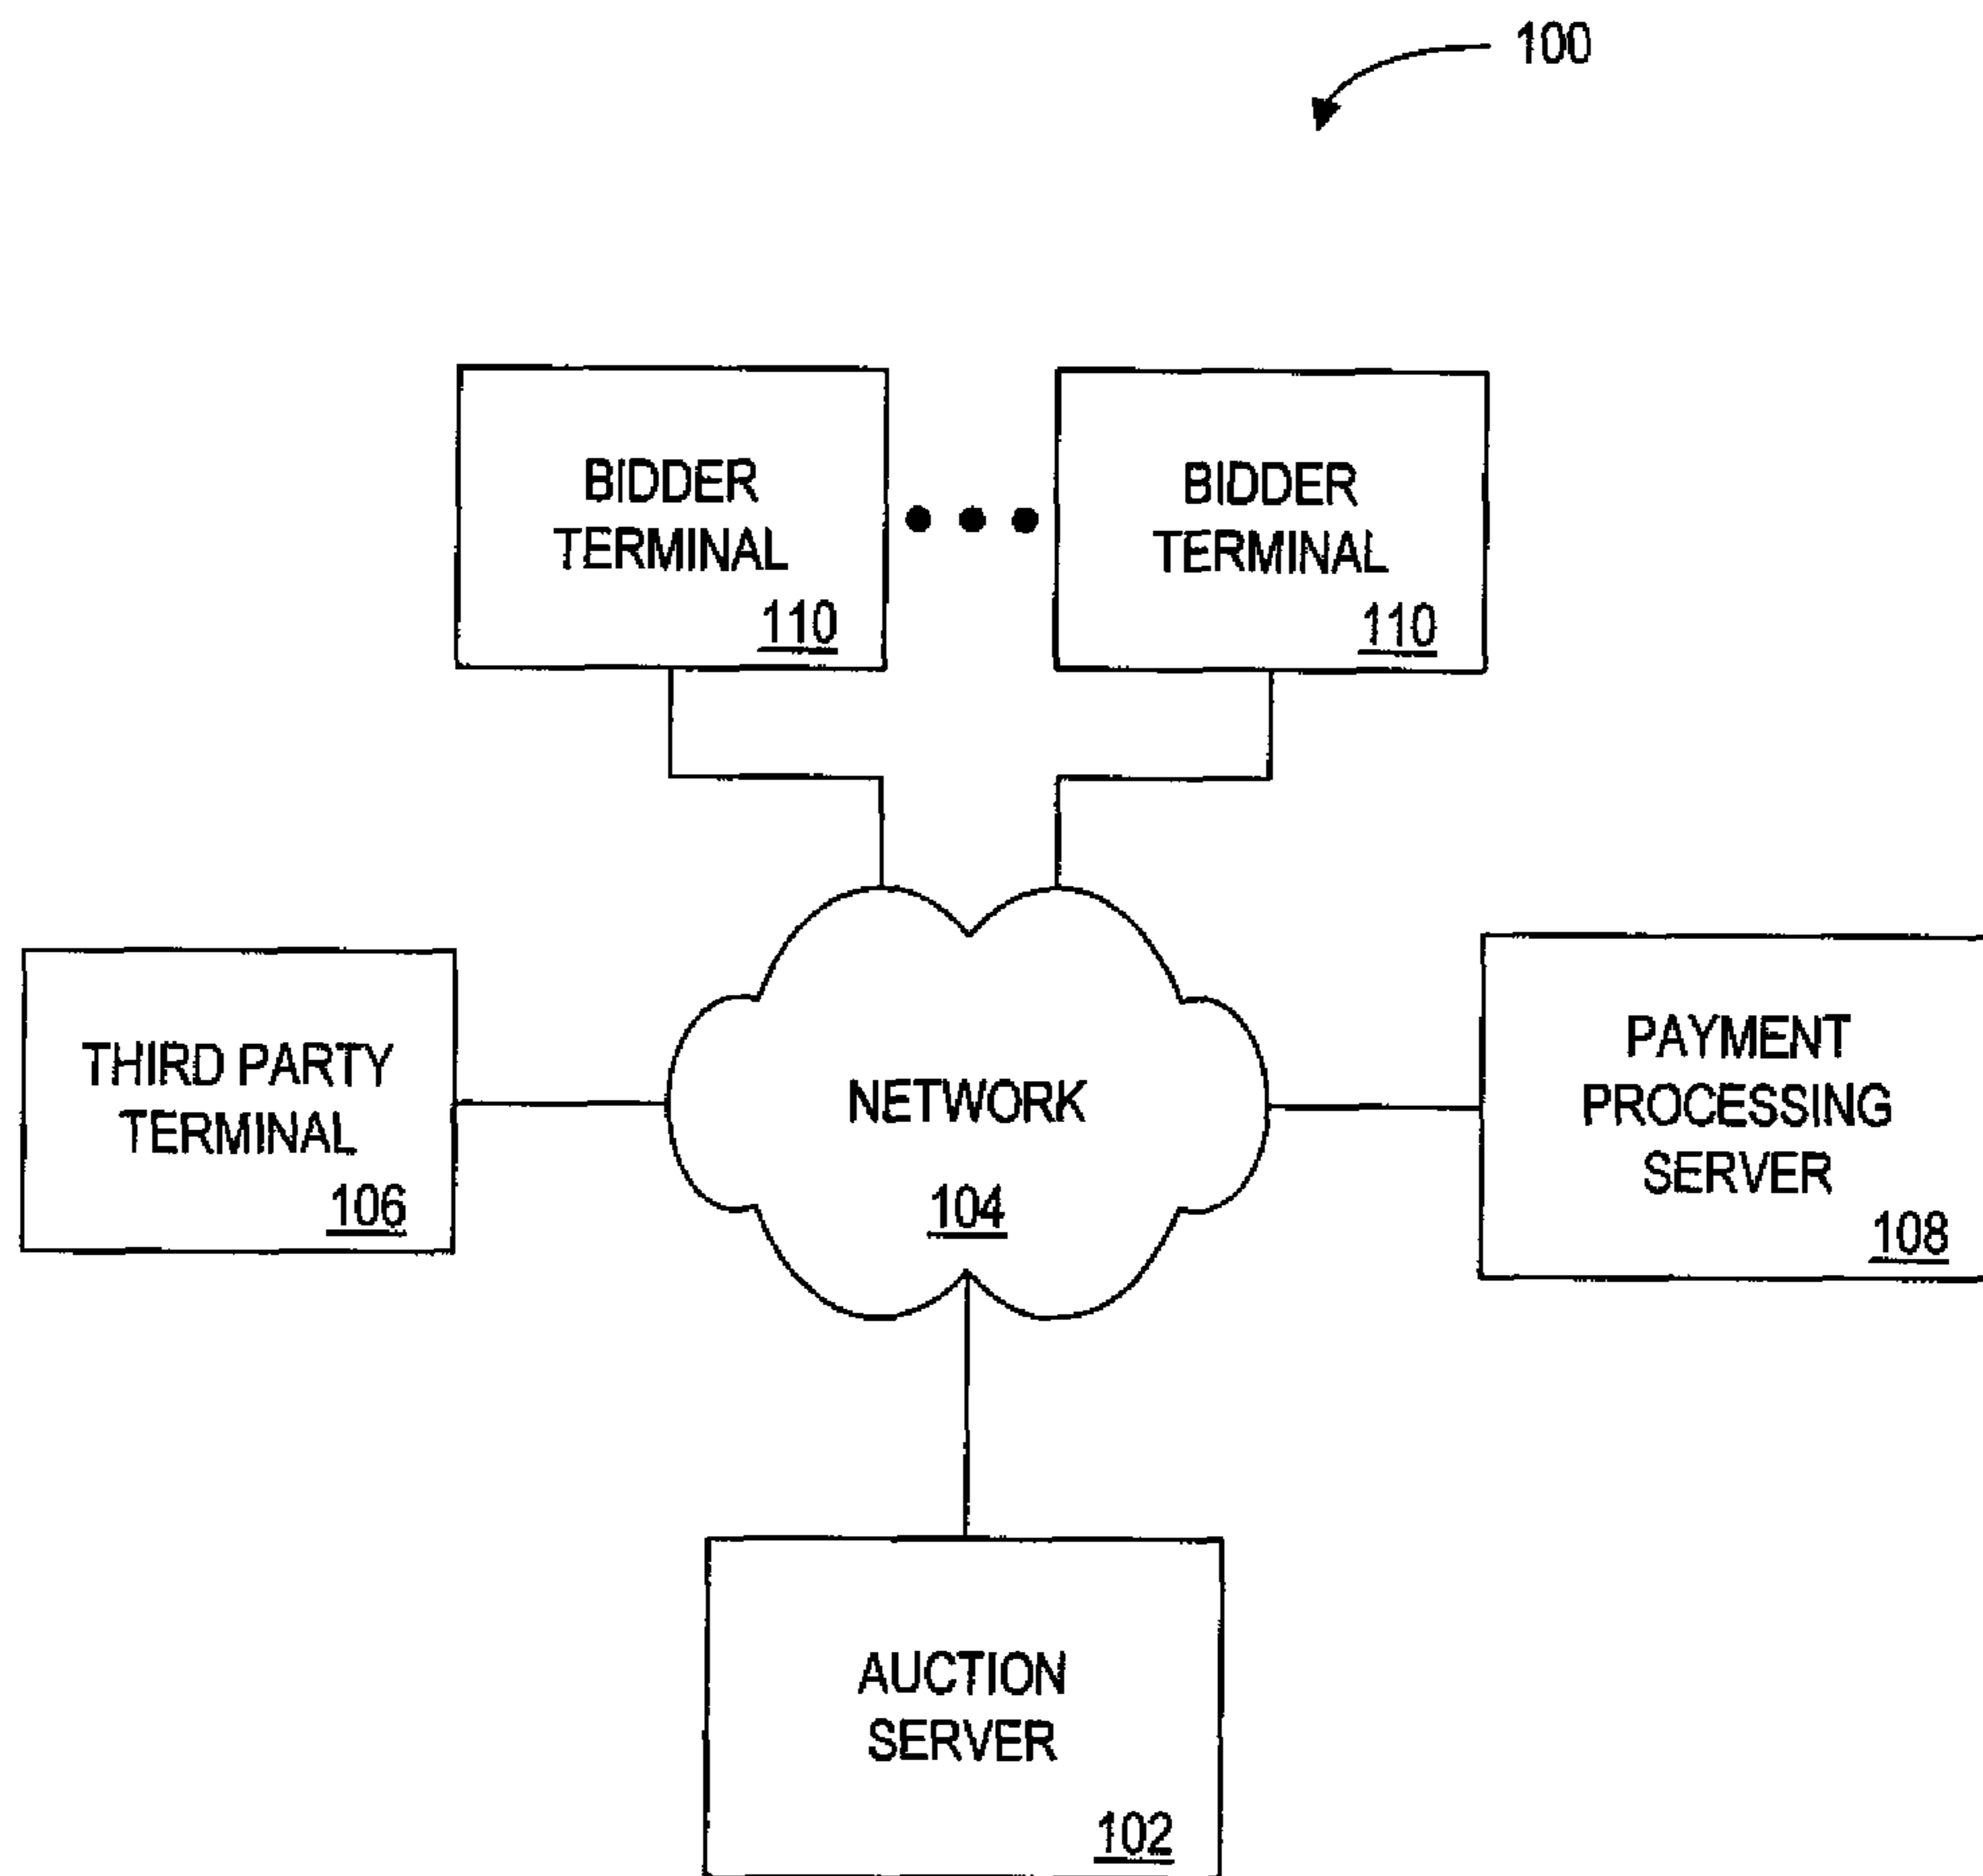 100
BIDDER
TERMINAL
110
BIDDER
TERMINAL
110
THIRD PARTY
TERMINAL
106
NETWORK
104
PAYMENT
PROCESSING
SERVER
108
AUCTION
SERVER
102